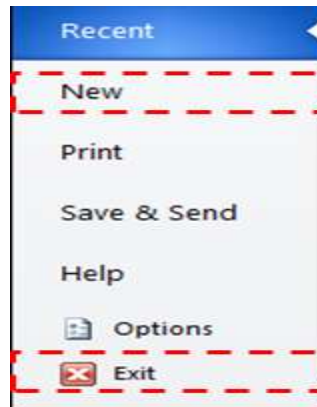 Recent
New
Print
Save & Send
Help
Options
Exit